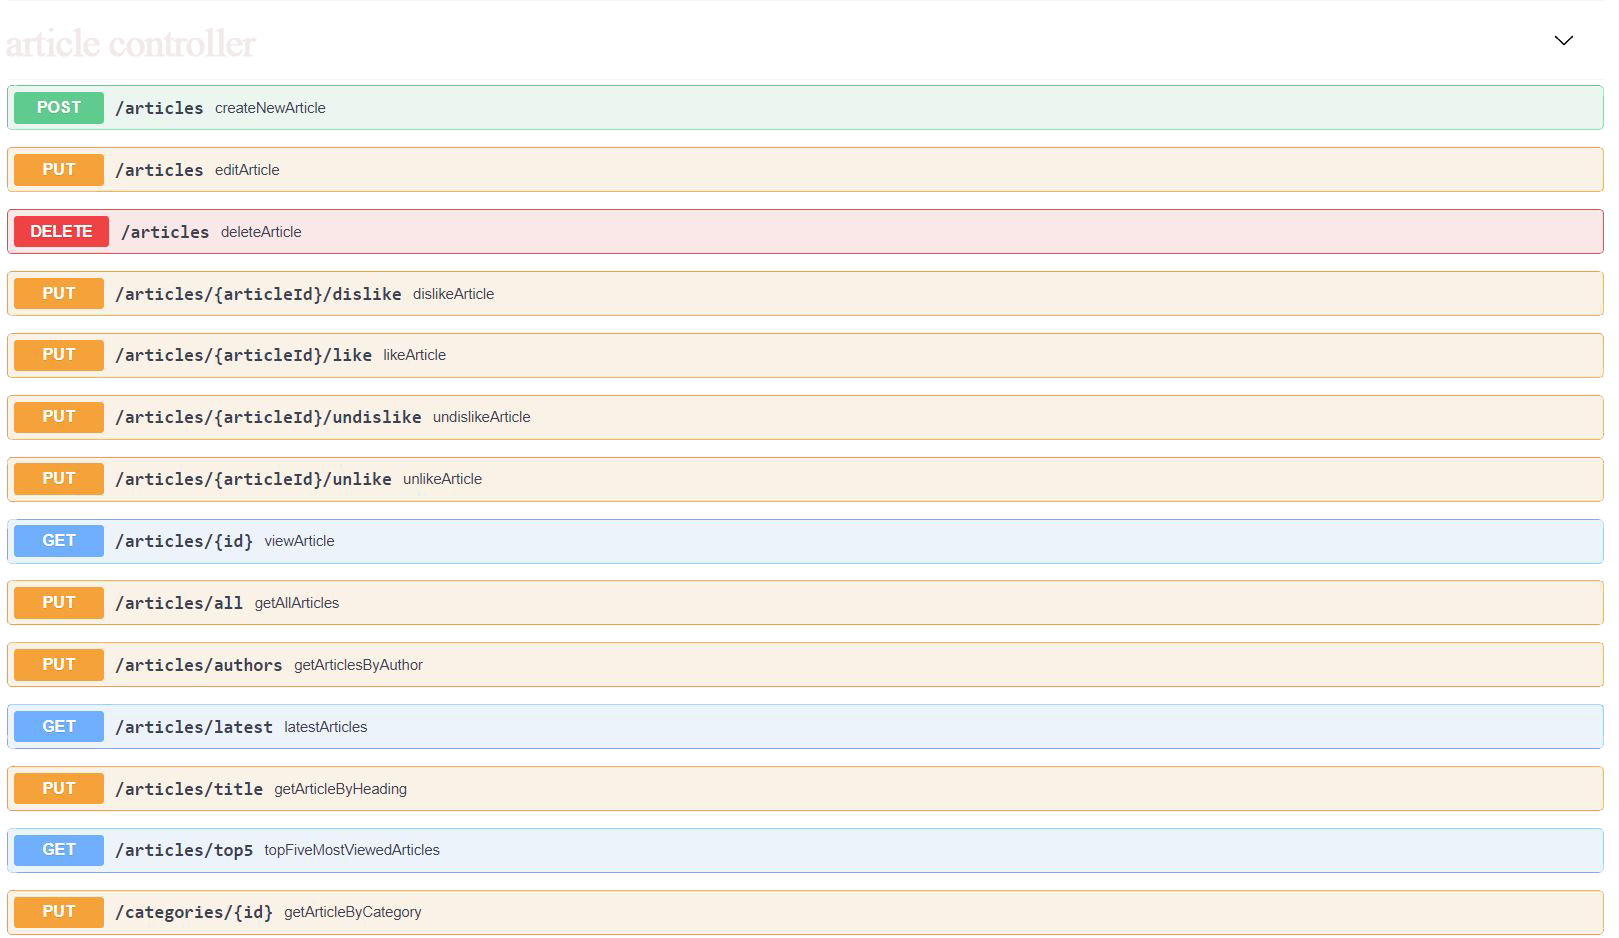 article controller
POST /articles createNewArticle
PUT /articles editArticle
DELETE /articles deleteArticle
PUT /articles/{articleId}/dislike dislikeArticle
PUT /articles/{articleId}/like likeArticle
PUT /articles/{articleId}/undislike undislikeArticle
PUT /articles/{articleId}/unlike unlikeArticle
GET /articles/{id} viewArticle
PUT /articles/all getAllArticles
PUT /articles/authors getArticlesByAuthor
GET /articles/latest latestArticles
PUT /articles/title getArticleByHeading
GET /articles/top5 topFiveMostViewedArticles
PUT /categories/{id} getArticleByCategory